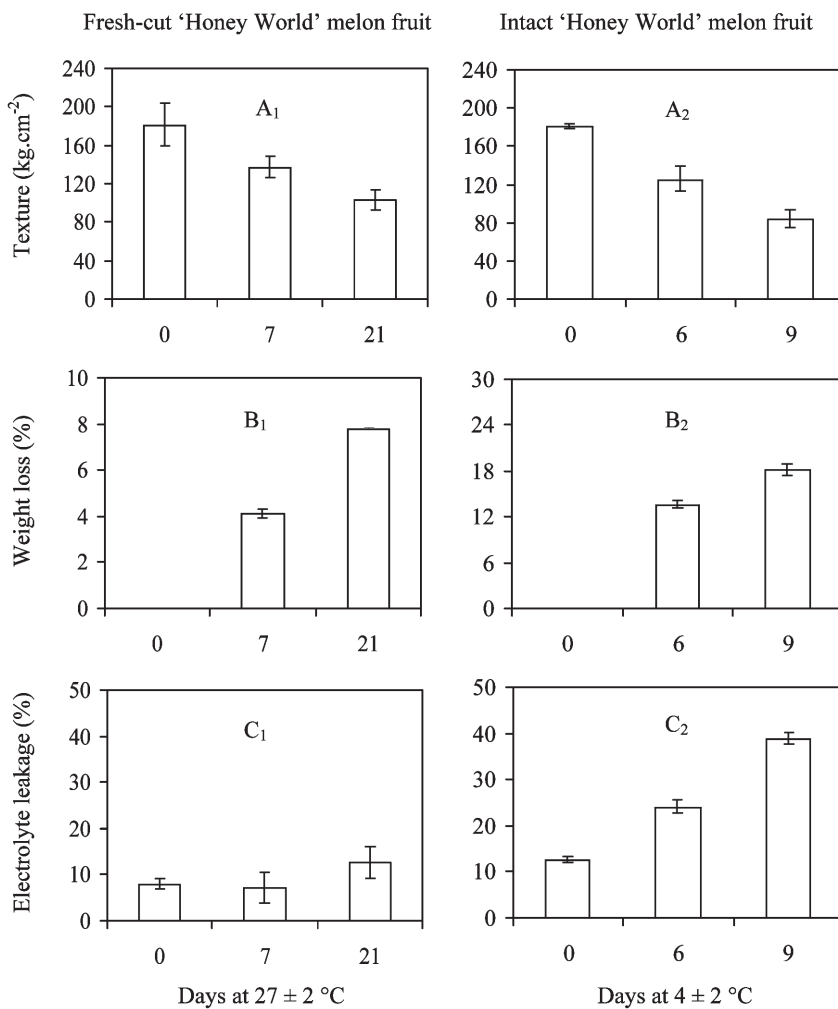 Fresh-cut ‘Honey World’ melon fruit
Intact ‘Honey World’ melon fruit
Texture (kg.cm⁻²)
240
200
160
120
80
40
0
A₁
0 7 21
240
200
160
120
80
40
0
A₂
0 6 9
Weight loss (%)
10
8
6
4
2
0
B₁
0 7 21
30
24
18
12
6
0
B₂
0 6 9
Electrolyte leakage (%)
50
40
30
20
10
0
C₁
0 7 21
Days at 27 ± 2 °C
50
40
30
20
10
0
C₂
0 6 9
Days at 4 ± 2 °C